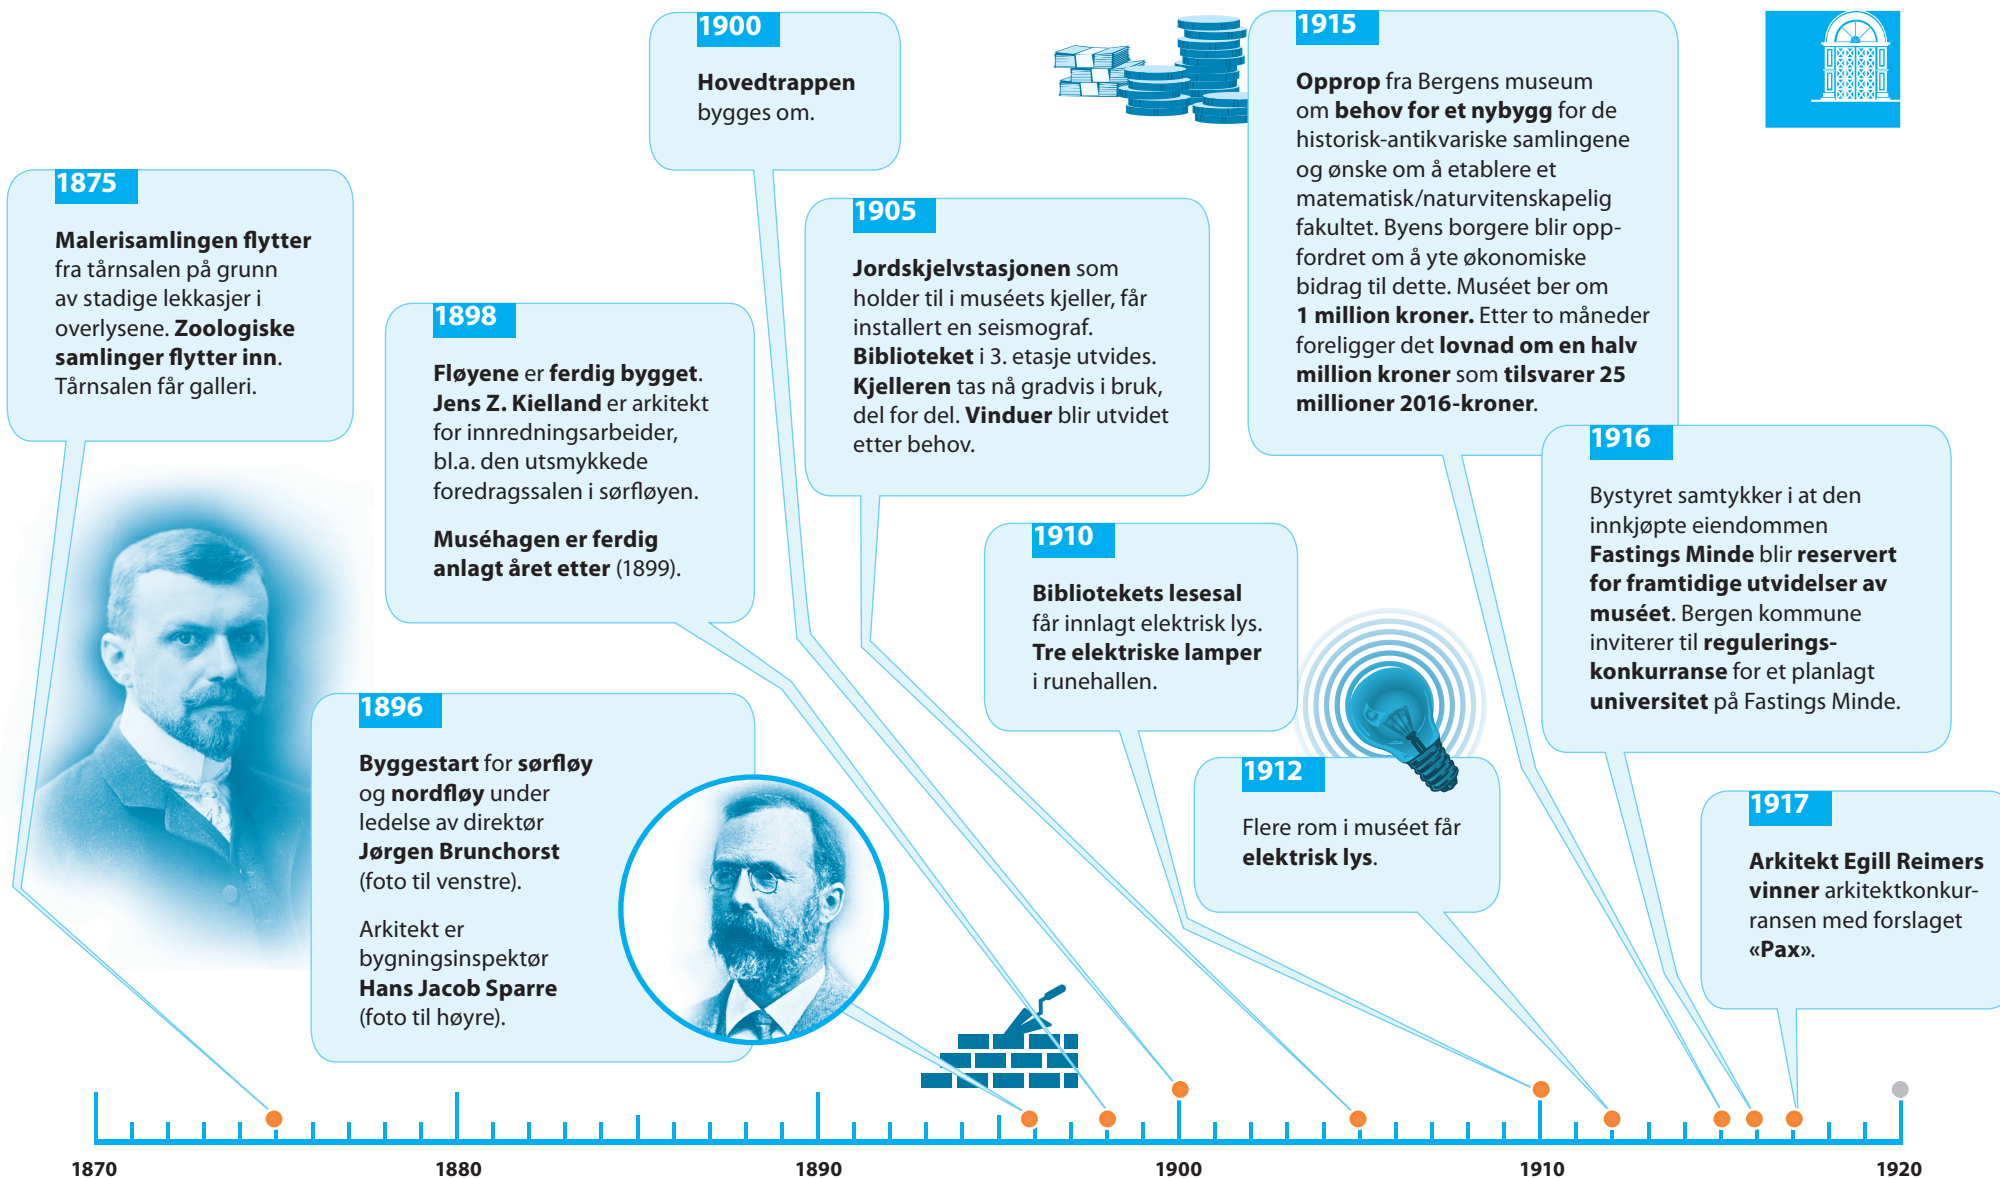 1875
Malerisamlingen flytter
fra tårnsalen på grunn
av stadige lekkasjer i
overlysene. Zoologiske
samlinger flytter inn.
Tårnsalen får galleri.
1896
Byggestart for sørfløy
og nordfløy under
ledelse av direktør
Jørgen Brunchorst
(foto til venstre).
Arkitekt er
bygningsinspektør
Hans Jacob Sparre
(foto til høyre).
1898
Fløyene er ferdig bygget.
Jens Z. Kielland er arkitekt
for innredningsarbeider,
bl.a. den utsmykkede
foredragssalen i sørfløyen.
Muséhagen er ferdig
anlagt året etter (1899).
1900
Hovedtrappen
bygges om.
1905
Jordskjelvstasjonen som
holder til i muséets kjeller, får
installert en seismograf.
Biblioteket i 3. etasje utvides.
Kjelleren tas nå gradvis i bruk,
del for del. Vinduer blir utvidet
etter behov.
1910
Bibliotekets lesesal
får innlagt elektrisk lys.
Tre elektriske lamper
i runehallen.
1912
Flere rom i muséet får
elektrisk lys.
1915
Opprop fra Bergens museum
om behov for et nybygg for de
historisk-antikvariske samlingene
og ønske om å etablere et
matematisk/naturvitenskapelig
fakultet. Byens borgere blir opp-
fordret om å yte økonomiske
bidrag til dette. Muséet ber om
1 million kroner. Etter to måneder
foreligger det lovnad om en halv
million kroner som tilsvarer 25
millioner 2016-kroner.
1916
Bystyret samtykker i at den
innkjøpte eiendommen
Fastings Minde blir reservert
for framtidige utvidelser av
muséet. Bergen kommune
inviterer til regulerings-
konkurranse for et planlagt
universitet på Fastings Minde.
1917
Arkitekt Egill Reimers
vinner arkitektkonkur-
ransen med forslaget
«Pax».
1870
1880
1890
1900
1910
1920